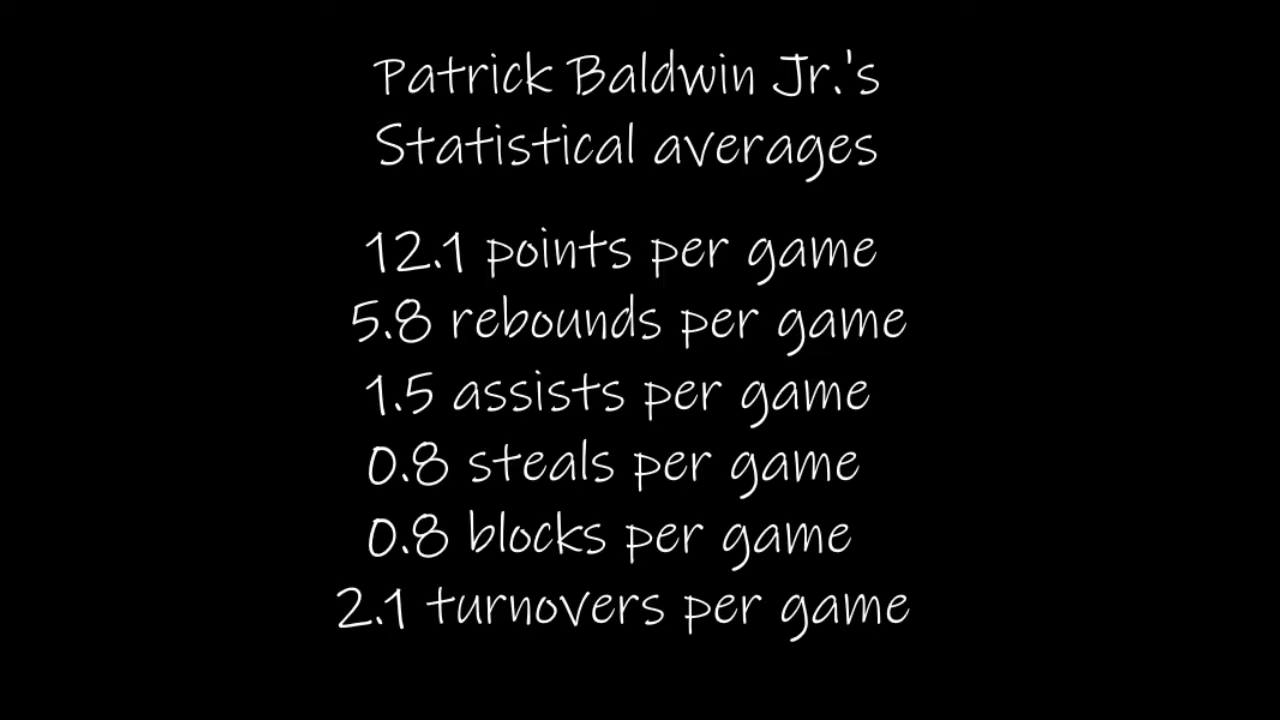 Patrick Baldwin Jr.'s
Statistical averages
12.1 points per game
5.8 rebounds per game
1.5 assists per game
0.8 steals per game
0.8 blocks per game
2.1 turnovers per game